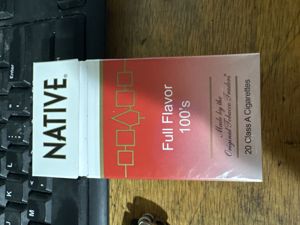 NATIVE®
Full Flavor
100's
Made by the
Original Tobacco Traders®
20 Class A Cigarettes